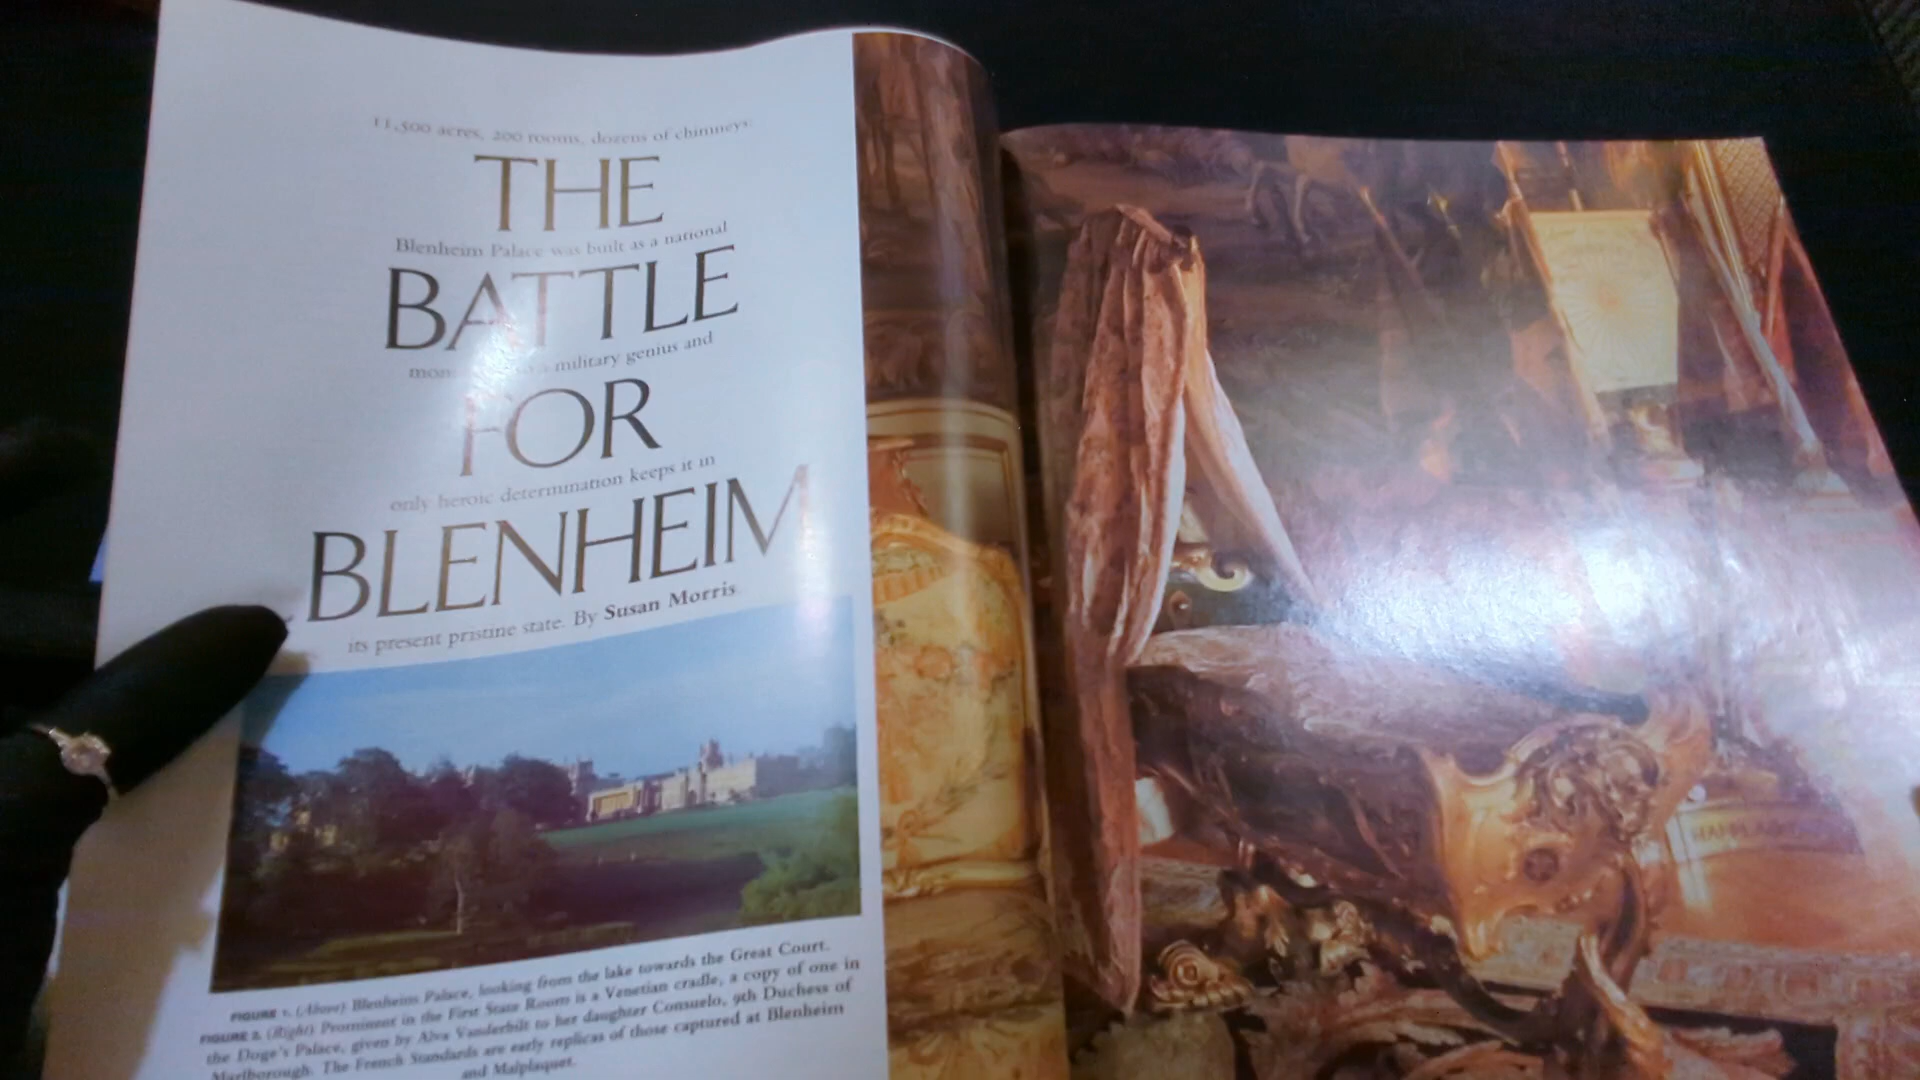 11,500 acres, 200 rooms, dozens of chimneys:
THE
Blenheim Palace was built as a national
BATTLE
military genius and
FOR
only heroic determination keeps it in
BLENHEIM
its present pristine state. By Susan Morris
FIGURE 1. (Above) Blenheim Palace, looking from the lake towards the Great Court.
FIGURE 2. (Right) Prominent in the First State Room is a Venetian cradle, a copy of one in
the Doge's Palace, given by Alva Vanderbilt to her daughter Consuelo, 9th Duchess of
Marlborough. The French Standards are early replicas of those captured at Blenheim
and Malplaquet.